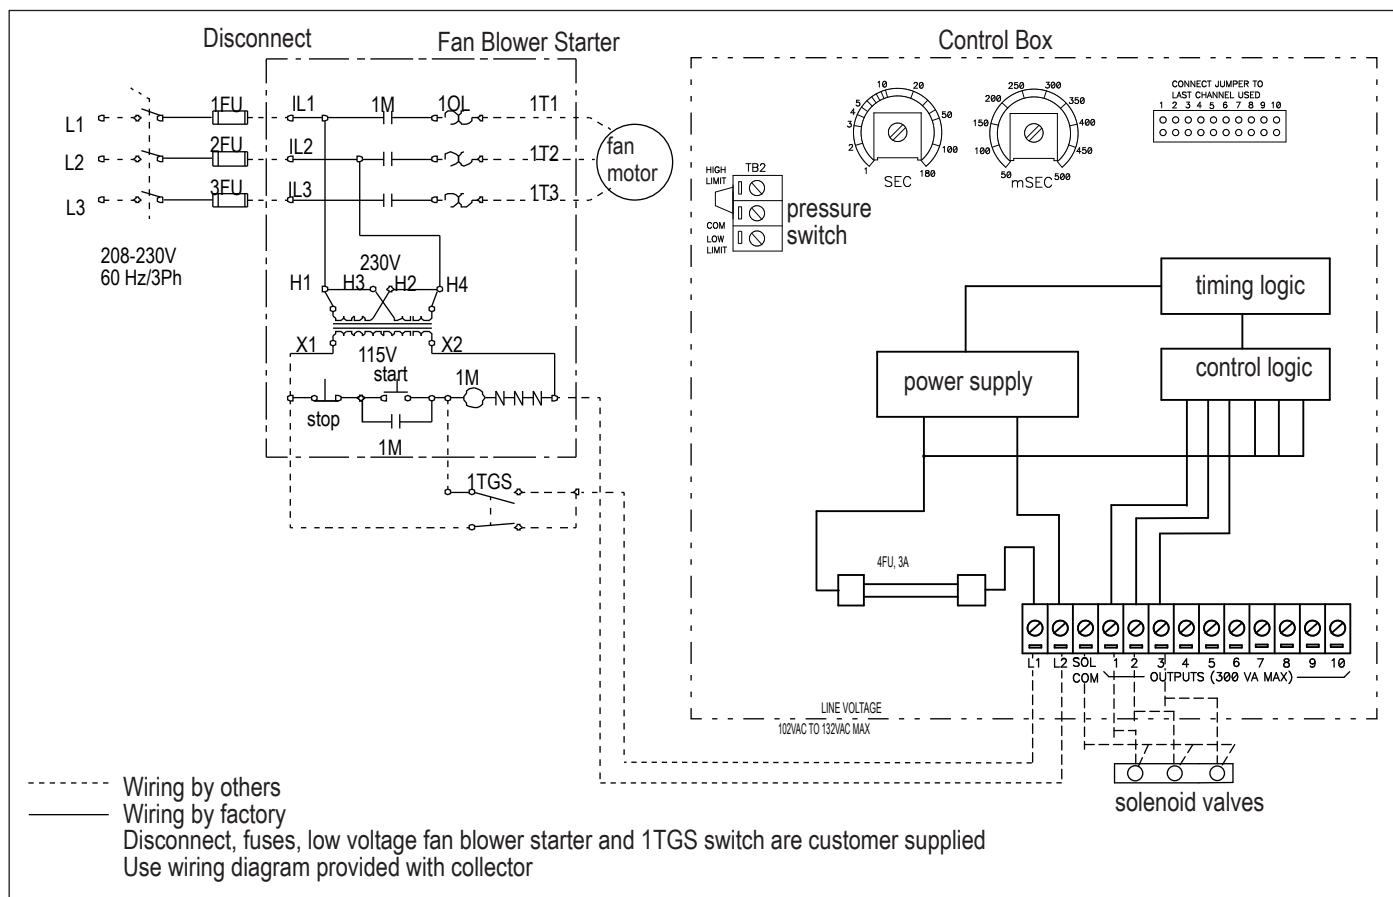 Disconnect
Fan Blower Starter
Control Box
L1
L2
L3
1FU
2FU
3FU
IL1
IL2
IL3
1M
1OL
1T1
1T2
1T3
fan
motor
208-230V
60 Hz/3Ph
230V
H1
H3
H2
H4
X1
X2
115V
start
1M
stop
1M
1TGS
1
2
3
4
5
10
20
50
100
180
SEC
50
100
150
200
250
300
350
400
450
500
mSEC
CONNECT JUMPER TO
LAST CHANNEL USED
1 2 3 4 5 6 7 8 9 10
HIGH
LIMIT
TB2
COM
LOW
LIMIT
pressure
switch
timing logic
power supply
control logic
4FU, 3A
L1 L2 SOL 1 2 3 4 5 6 7 8 9 10
COM OUTPUTS (300 VA MAX)
LINE VOLTAGE
102VAC TO 132VAC MAX
solenoid valves
Wiring by others
Wiring by factory
Disconnect, fuses, low voltage fan blower starter and 1TGS switch are customer supplied
Use wiring diagram provided with collector